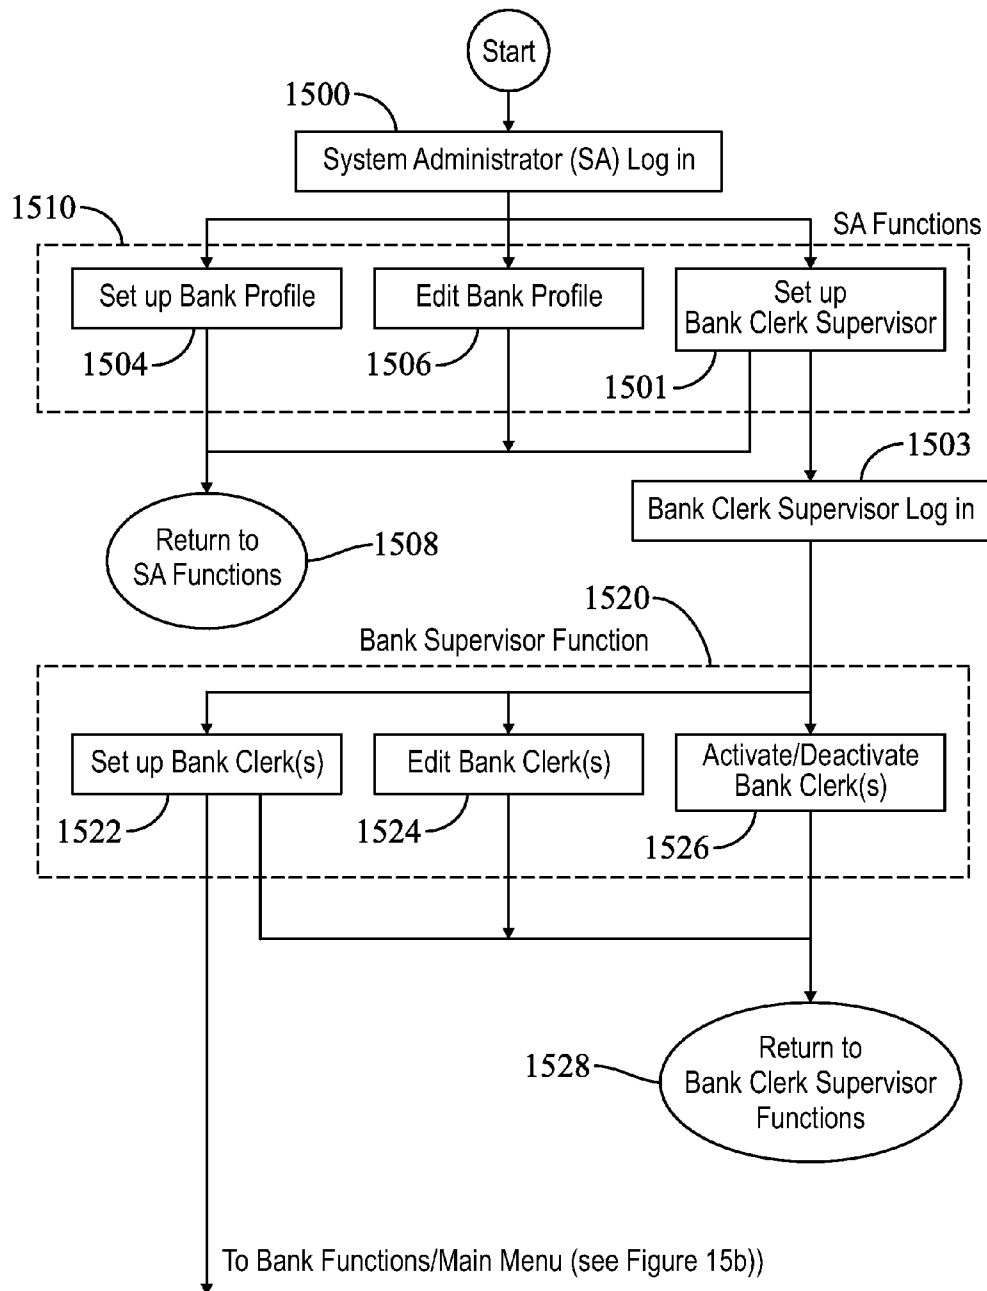 Start
1500
System Administrator (SA) Log in
1510
SA Functions
Set up Bank Profile
Edit Bank Profile
Set up
Bank Clerk Supervisor
1504
1506
1501
1503
Bank Clerk Supervisor Log in
Return to
SA Functions
1508
1520
Bank Supervisor Function
Set up Bank Clerk(s)
Edit Bank Clerk(s)
Activate/Deactivate
Bank Clerk(s)
1522
1524
1526
Return to
Bank Clerk Supervisor
Functions
1528
To Bank Functions/Main Menu (see Figure 15b))